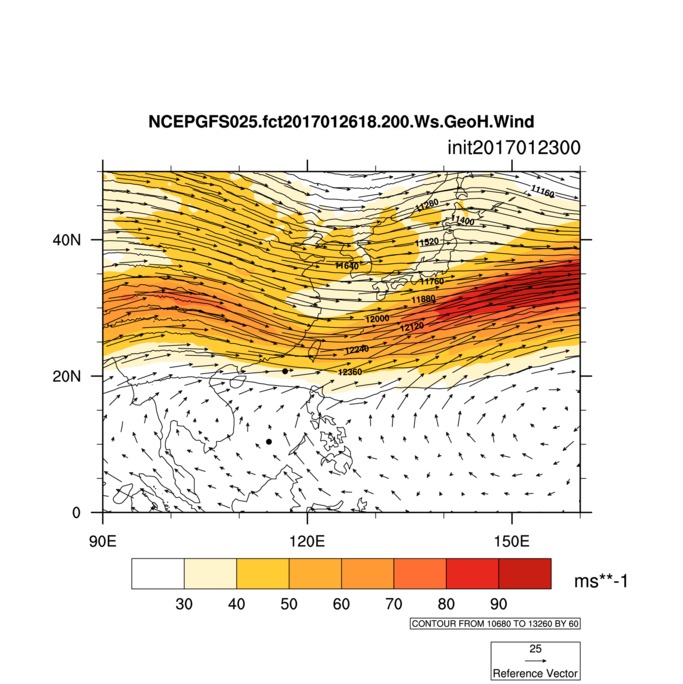 NCEPGFS025.fct2017012618.200.Ws.GeoH.Wind
init2017012300
11160
11280
11400
40N
11520
11640
11760
11880
12000
12120
12240
20N
12360
0
90E 120E 150E
30 40 50 60 70 80 90 ms**-1
CONTOUR FROM 10680 TO 13260 BY 60
25
Reference Vector